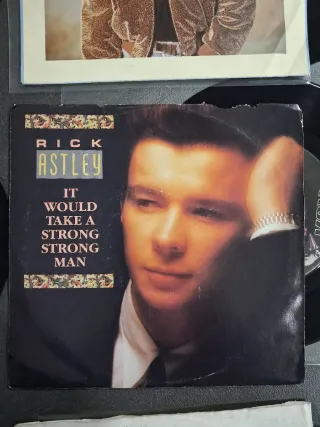 RICK
ASTLEY
IT
WOULD
TAKE A
STRONG
STRONG
MAN